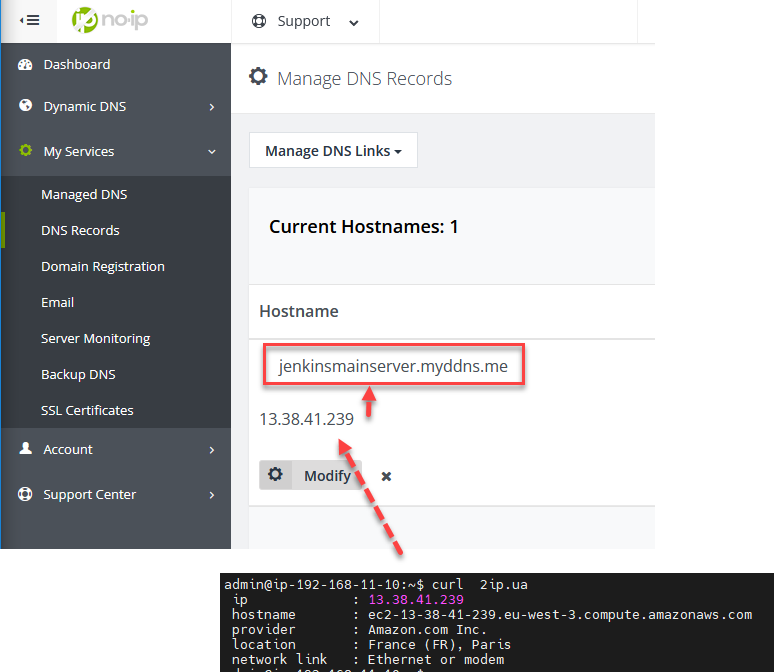 no-ip
Support
Dashboard
Dynamic DNS
My Services
Managed DNS
DNS Records
Domain Registration
Email
Server Monitoring
Backup DNS
SSL Certificates
Account
Support Center
Manage DNS Records
Manage DNS Links
Current Hostnames: 1
Hostname
jenkinsmainserver.myddns.me
13.38.41.239
Modify
admin@ip-192-168-11-10:~$ curl  2ip.ua
ip : 13.38.41.239
hostname : ec2-13-38-41-239.eu-west-3.compute.amazonaws.com
provider : Amazon.com Inc.
location : France (FR), Paris
network link : Ethernet or modem